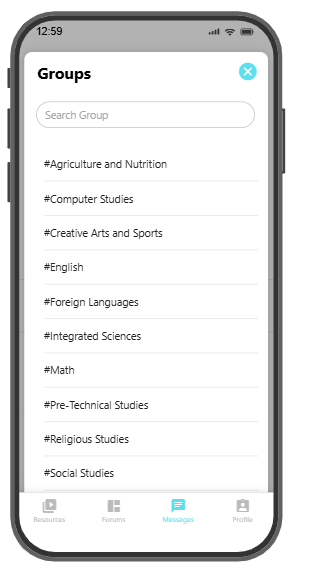 12:59
Groups
Search Group
#Agriculture and Nutrition
#Computer Studies
#Creative Arts and Sports
#English
#Foreign Languages
#Integrated Sciences
#Math
#Pre-Technical Studies
#Religious Studies
#Social Studies
Resources Forums Messages Profile